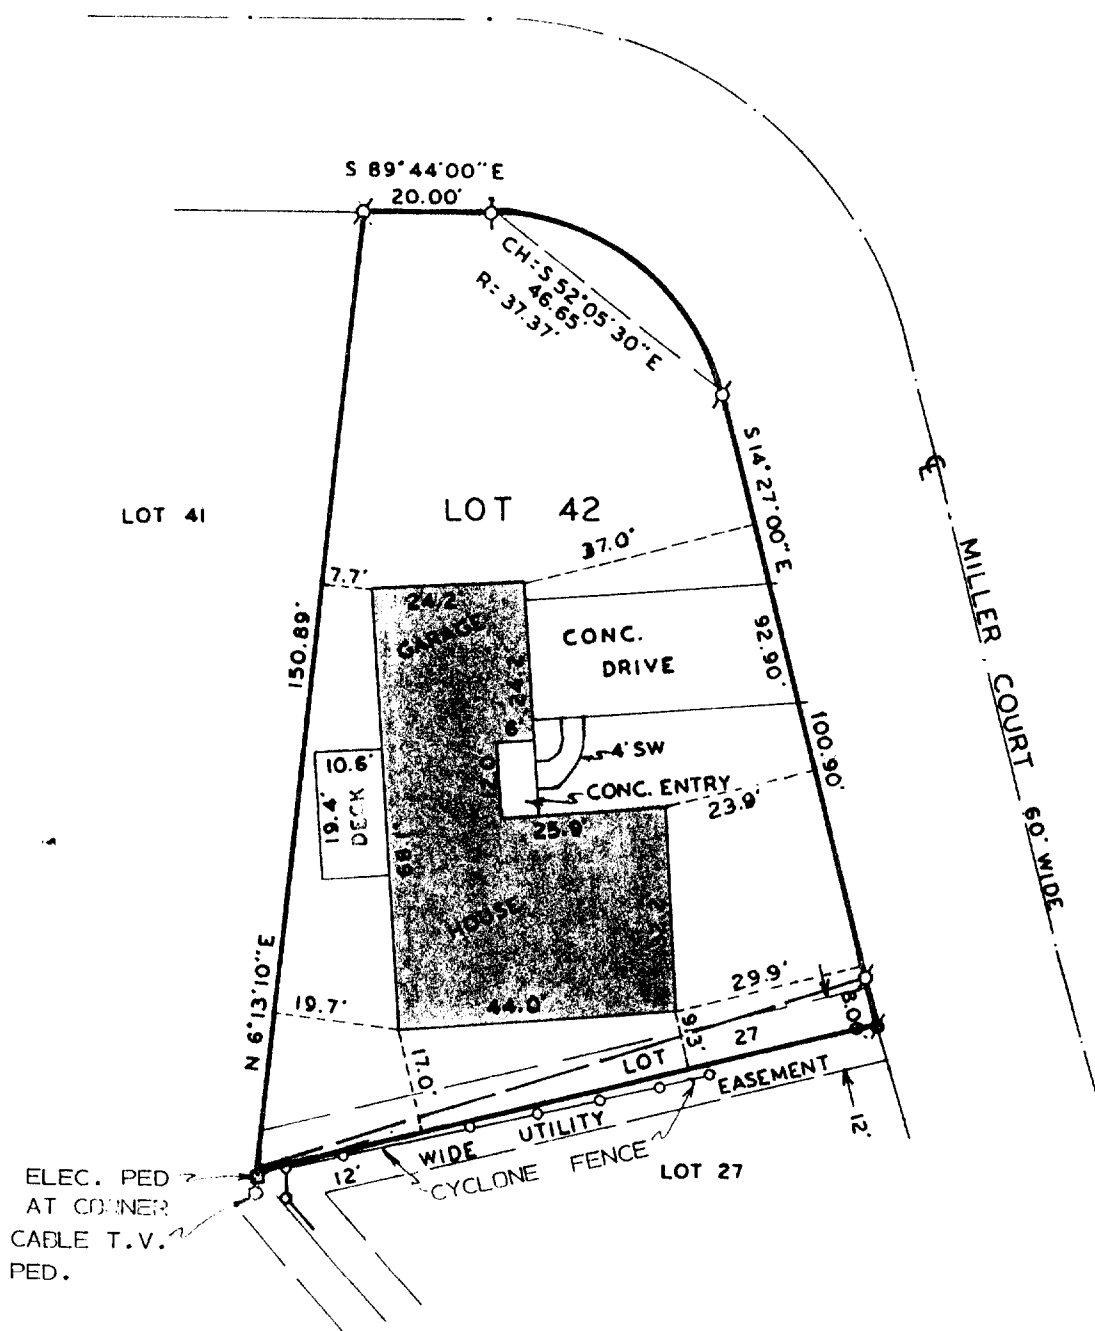 S 89°44'00"E
20.00'
CH=S 52°05'30"E
46.65'
R=37.37'
S 14°27'00"E
LOT 41
LOT 42
37.0'
7.7'
24.2'
GARAGE
CONC.
DRIVE
92.90'
MILLER COURT 60' WIDE
150.89'
24.2'
6'
4' SW
100.90'
10.6'
12.0'
CONC. ENTRY
19.4'
DECK
25.9'
23.9'
68.1'
HOUSE
N 6°13'10"E
19.7'
44.0'
29.9'
8.0'
17.0'
9.3'
LOT 27
12' WIDE UTILITY EASEMENT
12'
CYCLONE FENCE
LOT 27
ELEC. PED
AT CORNER
CABLE T.V.
PED.